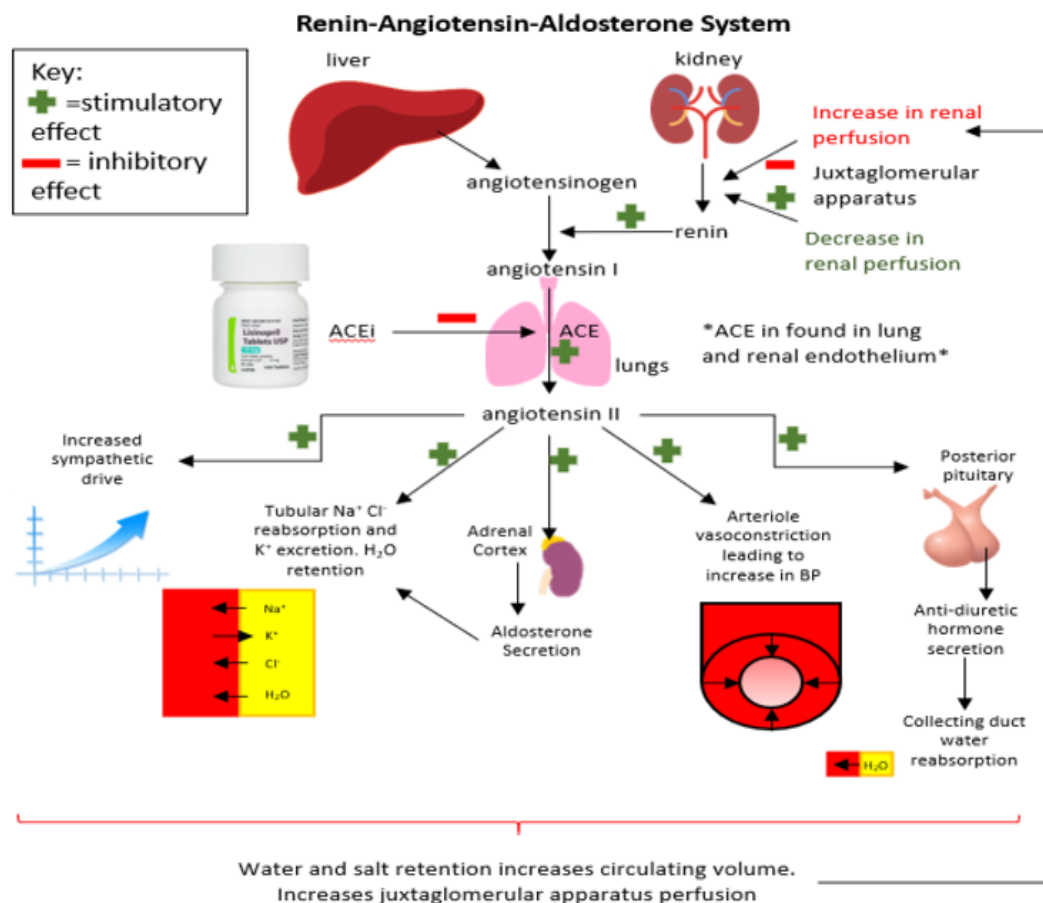 Renin-Angiotensin-Aldosterone System
Key:
=stimulatory
effect
= inhibitory
effect
liver
kidney
Increase in renal
perfusion
Juxtaglomerular
apparatus
Decrease in
renal perfusion
angiotensinogen
renin
angiotensin I
Lisinopril
Tablets USP
ACEi
ACE
lungs
*ACE in found in lung
and renal endothelium*
angiotensin II
Increased
sympathetic
drive
Tubular Na⁺ Cl⁻
reabsorption and
K⁺ excretion. H₂O
retention
Na⁺
K⁺
Cl⁻
H₂O
Adrenal
Cortex
Aldosterone
Secretion
Arteriole
vasoconstriction
leading to
increase in BP
Posterior
pituitary
Anti-diuretic
hormone
secretion
Collecting duct
water
reabsorption
H₂O
Water and salt retention increases circulating volume.
Increases juxtaglomerular apparatus perfusion